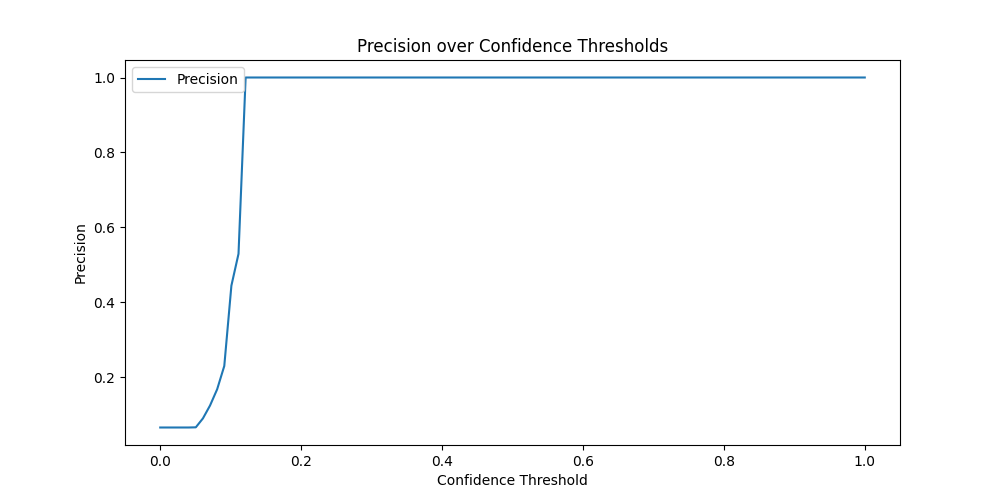 Precision over Confidence Thresholds
Precision
1.0
0.8
0.6
0.4
0.2
Precision
0.0 0.2 0.4 0.6 0.8 1.0
Confidence Threshold